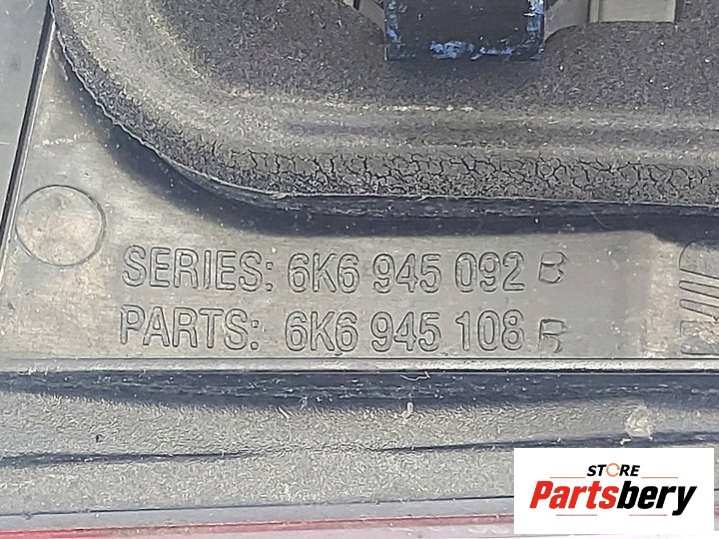 SERIES: 6K6 945 092 B
PARTS: 6K6 945 108 B
STORE
Partsbery